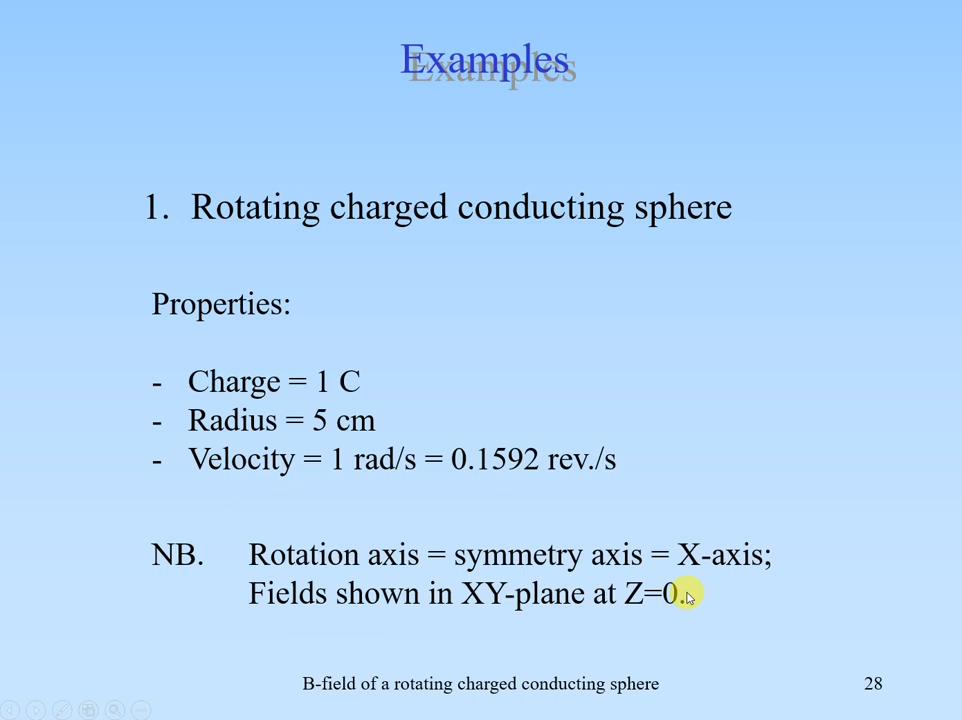 Examples
1. Rotating charged conducting sphere
Properties:
- Charge = 1 C
- Radius = 5 cm
- Velocity = 1 rad/s = 0.1592 rev./s
NB. Rotation axis = symmetry axis = X-axis;
Fields shown in XY-plane at Z=0.
B-field of a rotating charged conducting sphere 28